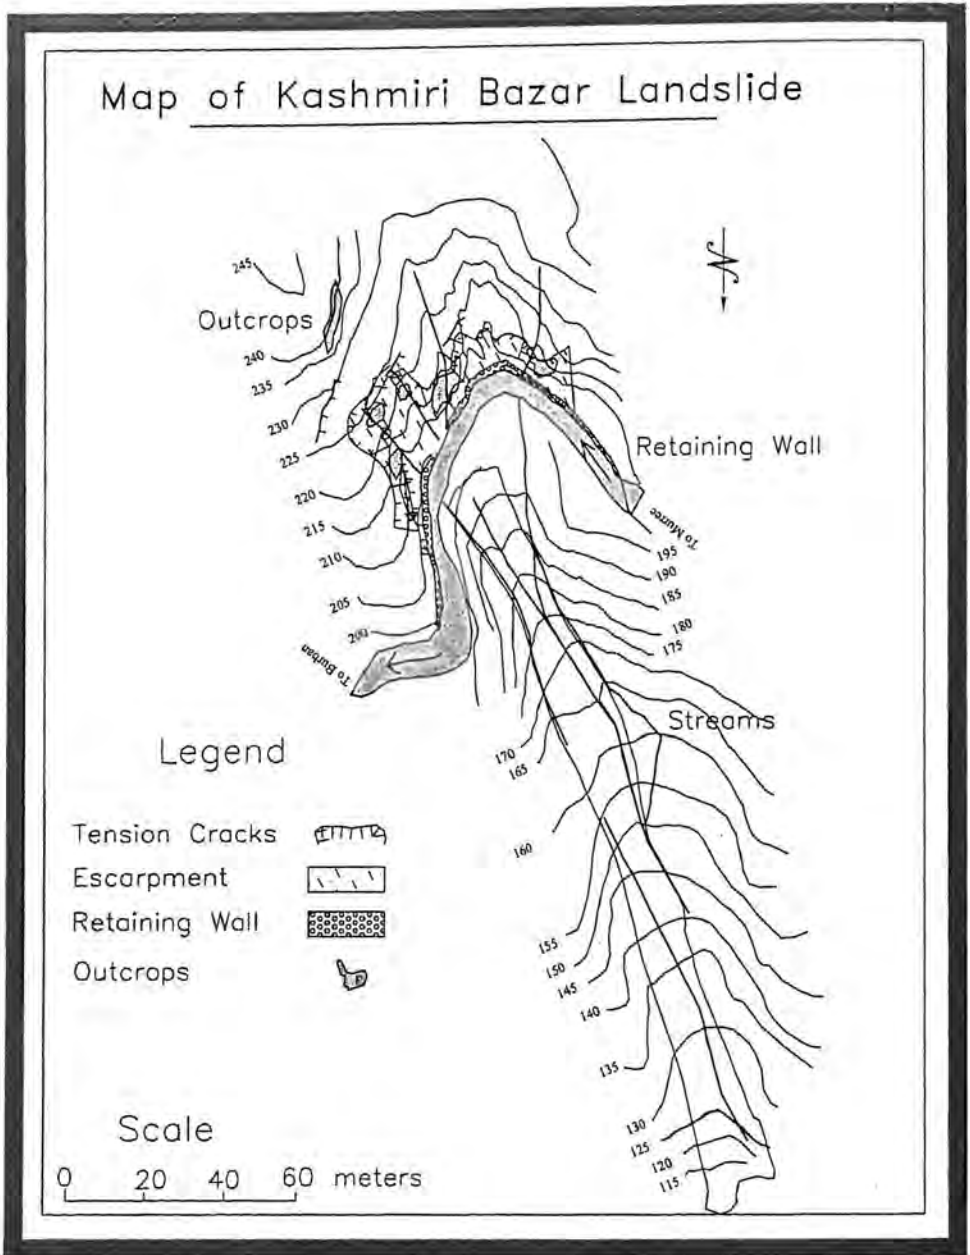 Map of Kashmiri Bazar Landslide
N
245
Outcrops
240
235
230
225
220
215
210
205
200
Retaining Wall
To Murree
195
190
185
180
175
To Burban
Streams
170
165
160
155
150
145
140
135
130
125
120
115
Legend
Tension Cracks
Escarpment
Retaining Wall
Outcrops
Scale
0 20 40 60 meters